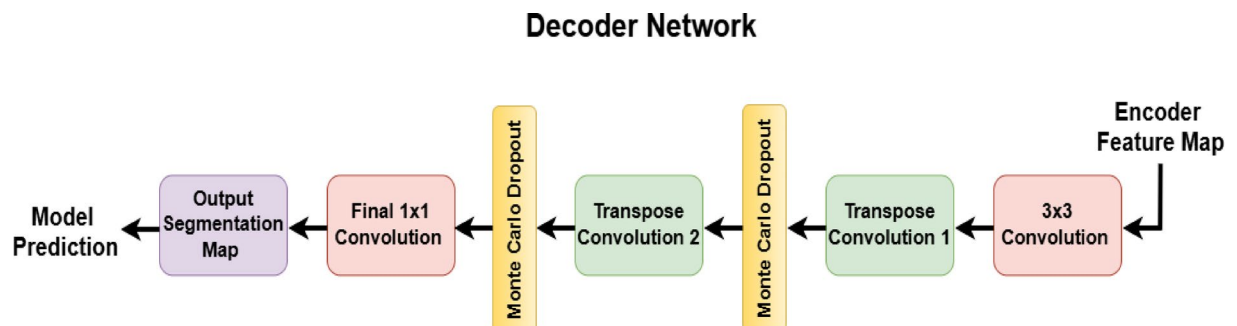 Decoder Network
Encoder
Feature Map
3x3
Convolution
Transpose
Convolution 1
Monte Carlo Dropout
Transpose
Convolution 2
Monte Carlo Dropout
Final 1x1
Convolution
Output
Segmentation
Map
Model
Prediction